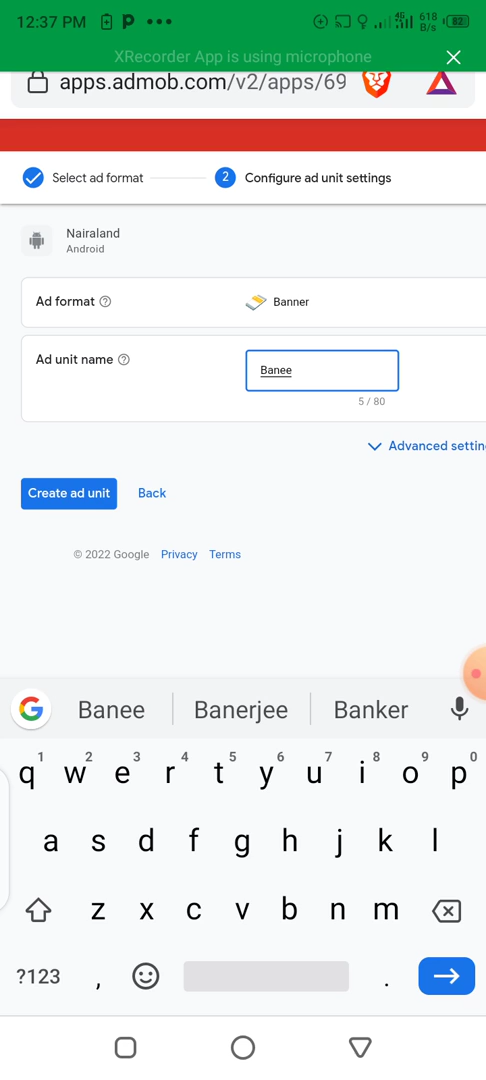 12:37 PM P ••• 4G 618 B/s 82
XRecorder App is using microphone
apps.admob.com/v2/apps/69
Select ad format 2 Configure ad unit settings
Nairaland
Android
Ad format Banner
Ad unit name Banee
5 / 80
Advanced settin
Create ad unit Back
© 2022 Google Privacy Terms
G Banee Banerjee Banker
1 2 3 4 5 6 7 8 9 0
q w e r t y u i o p
a s d f g h j k l
z x c v b n m
?123 , .